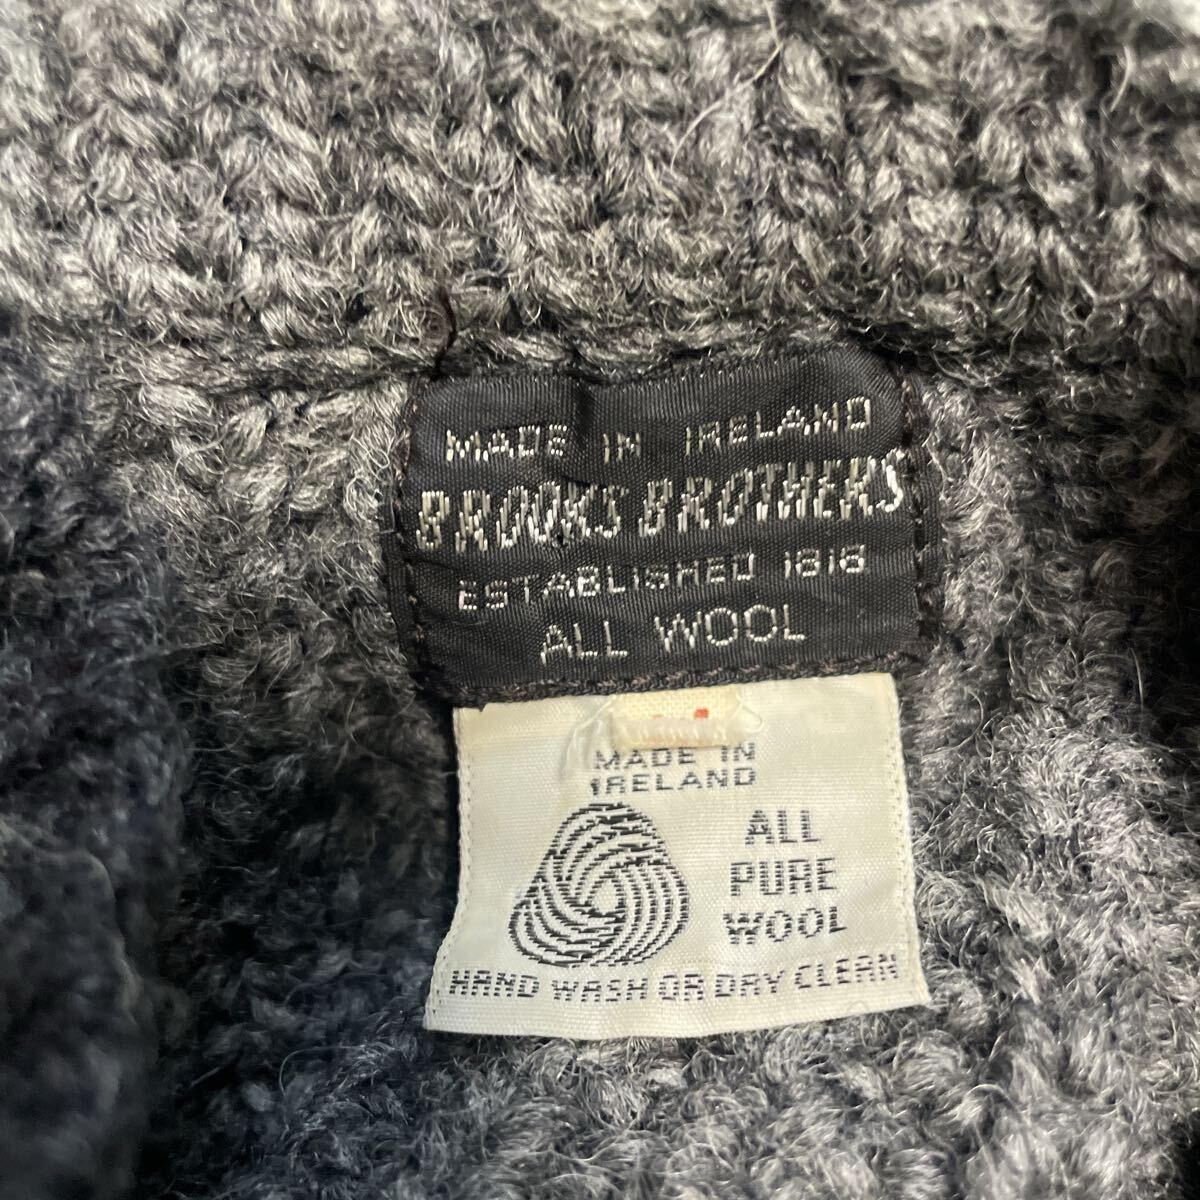 MADE IN IRELAND
BROOKS BROTHERS
ESTABLISHED 1818
ALL WOOL
MADE IN
IRELAND
ALL
PURE
WOOL
HAND WASH OR DRY CLEAN